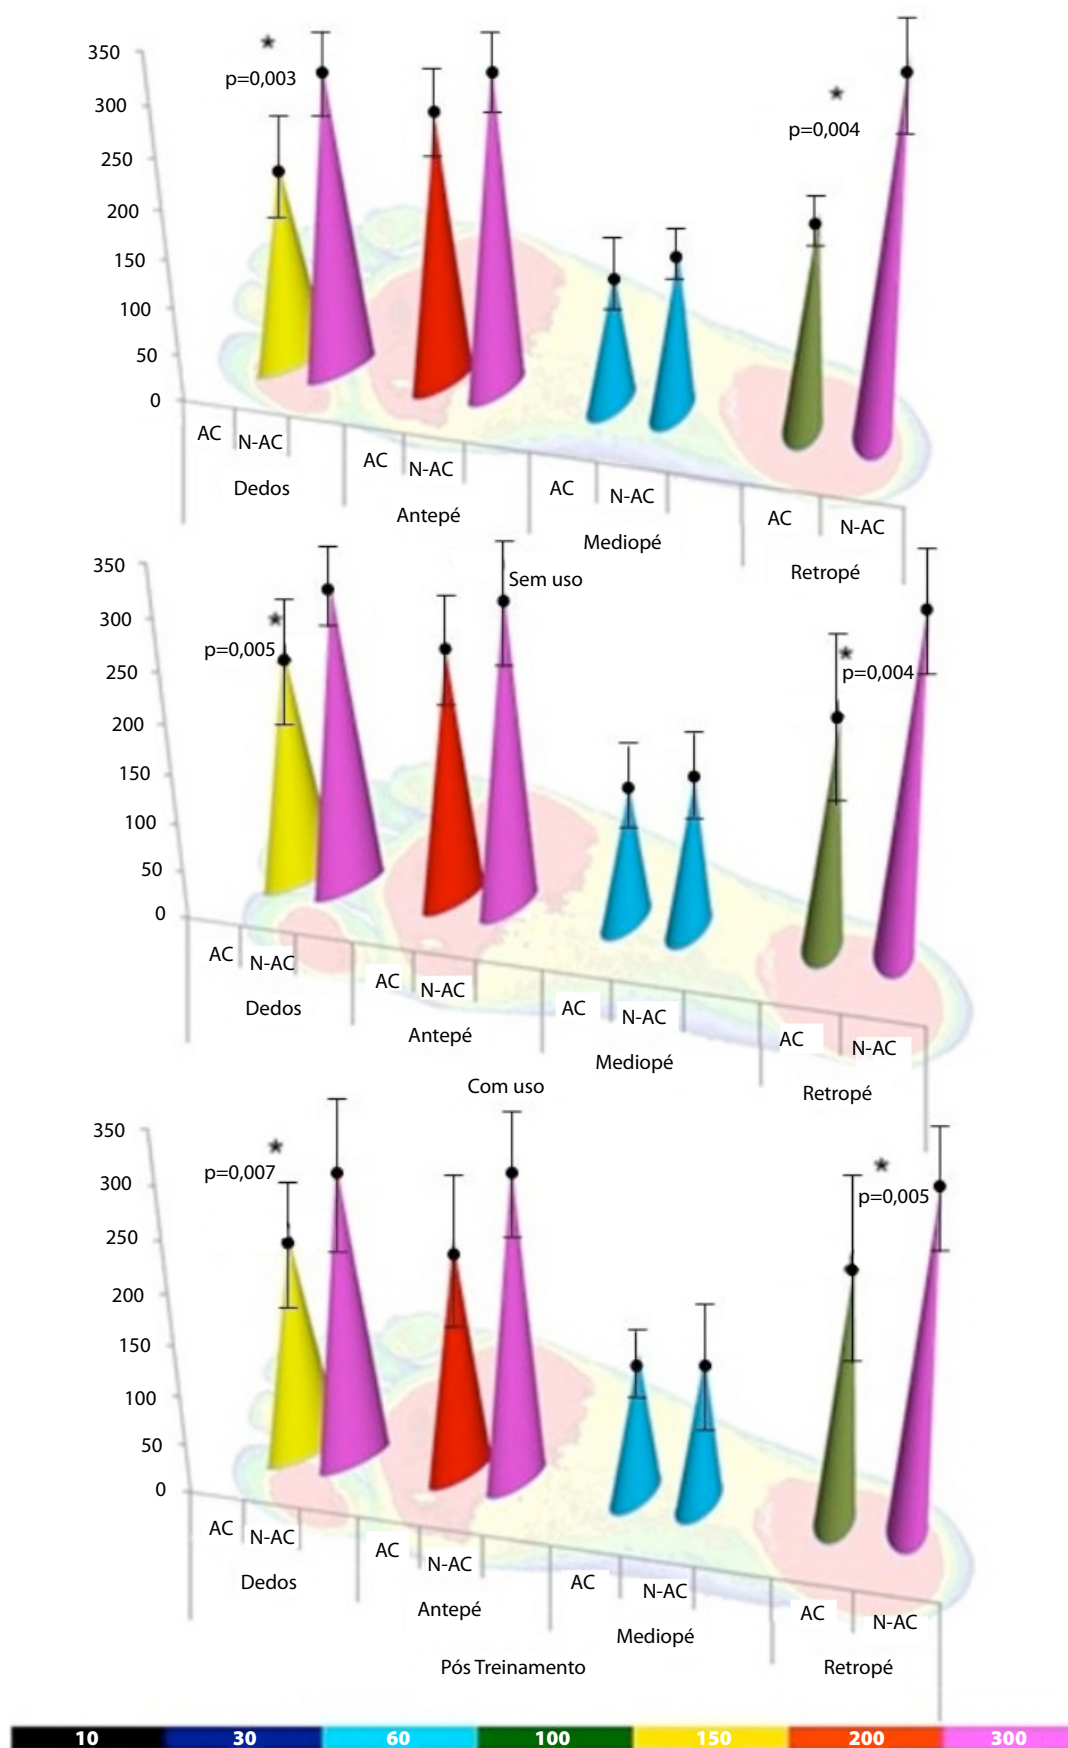 350
300
250
200
150
100
50
0
*
p=0,003
*
p=0,004
AC
N-AC
Dedos
AC
N-AC
Antepé
AC
N-AC
Mediopé
AC
N-AC
Retropé
Sem uso
350
300
250
200
150
100
50
0
*
p=0,005
*
p=0,004
AC
N-AC
Dedos
AC
N-AC
Antepé
AC
N-AC
Mediopé
AC
N-AC
Retropé
Com uso
350
300
250
200
150
100
50
0
*
p=0,007
*
p=0,005
AC
N-AC
Dedos
AC
N-AC
Antepé
AC
N-AC
Mediopé
AC
N-AC
Retropé
Pós Treinamento
10 30 60 100 150 200 300